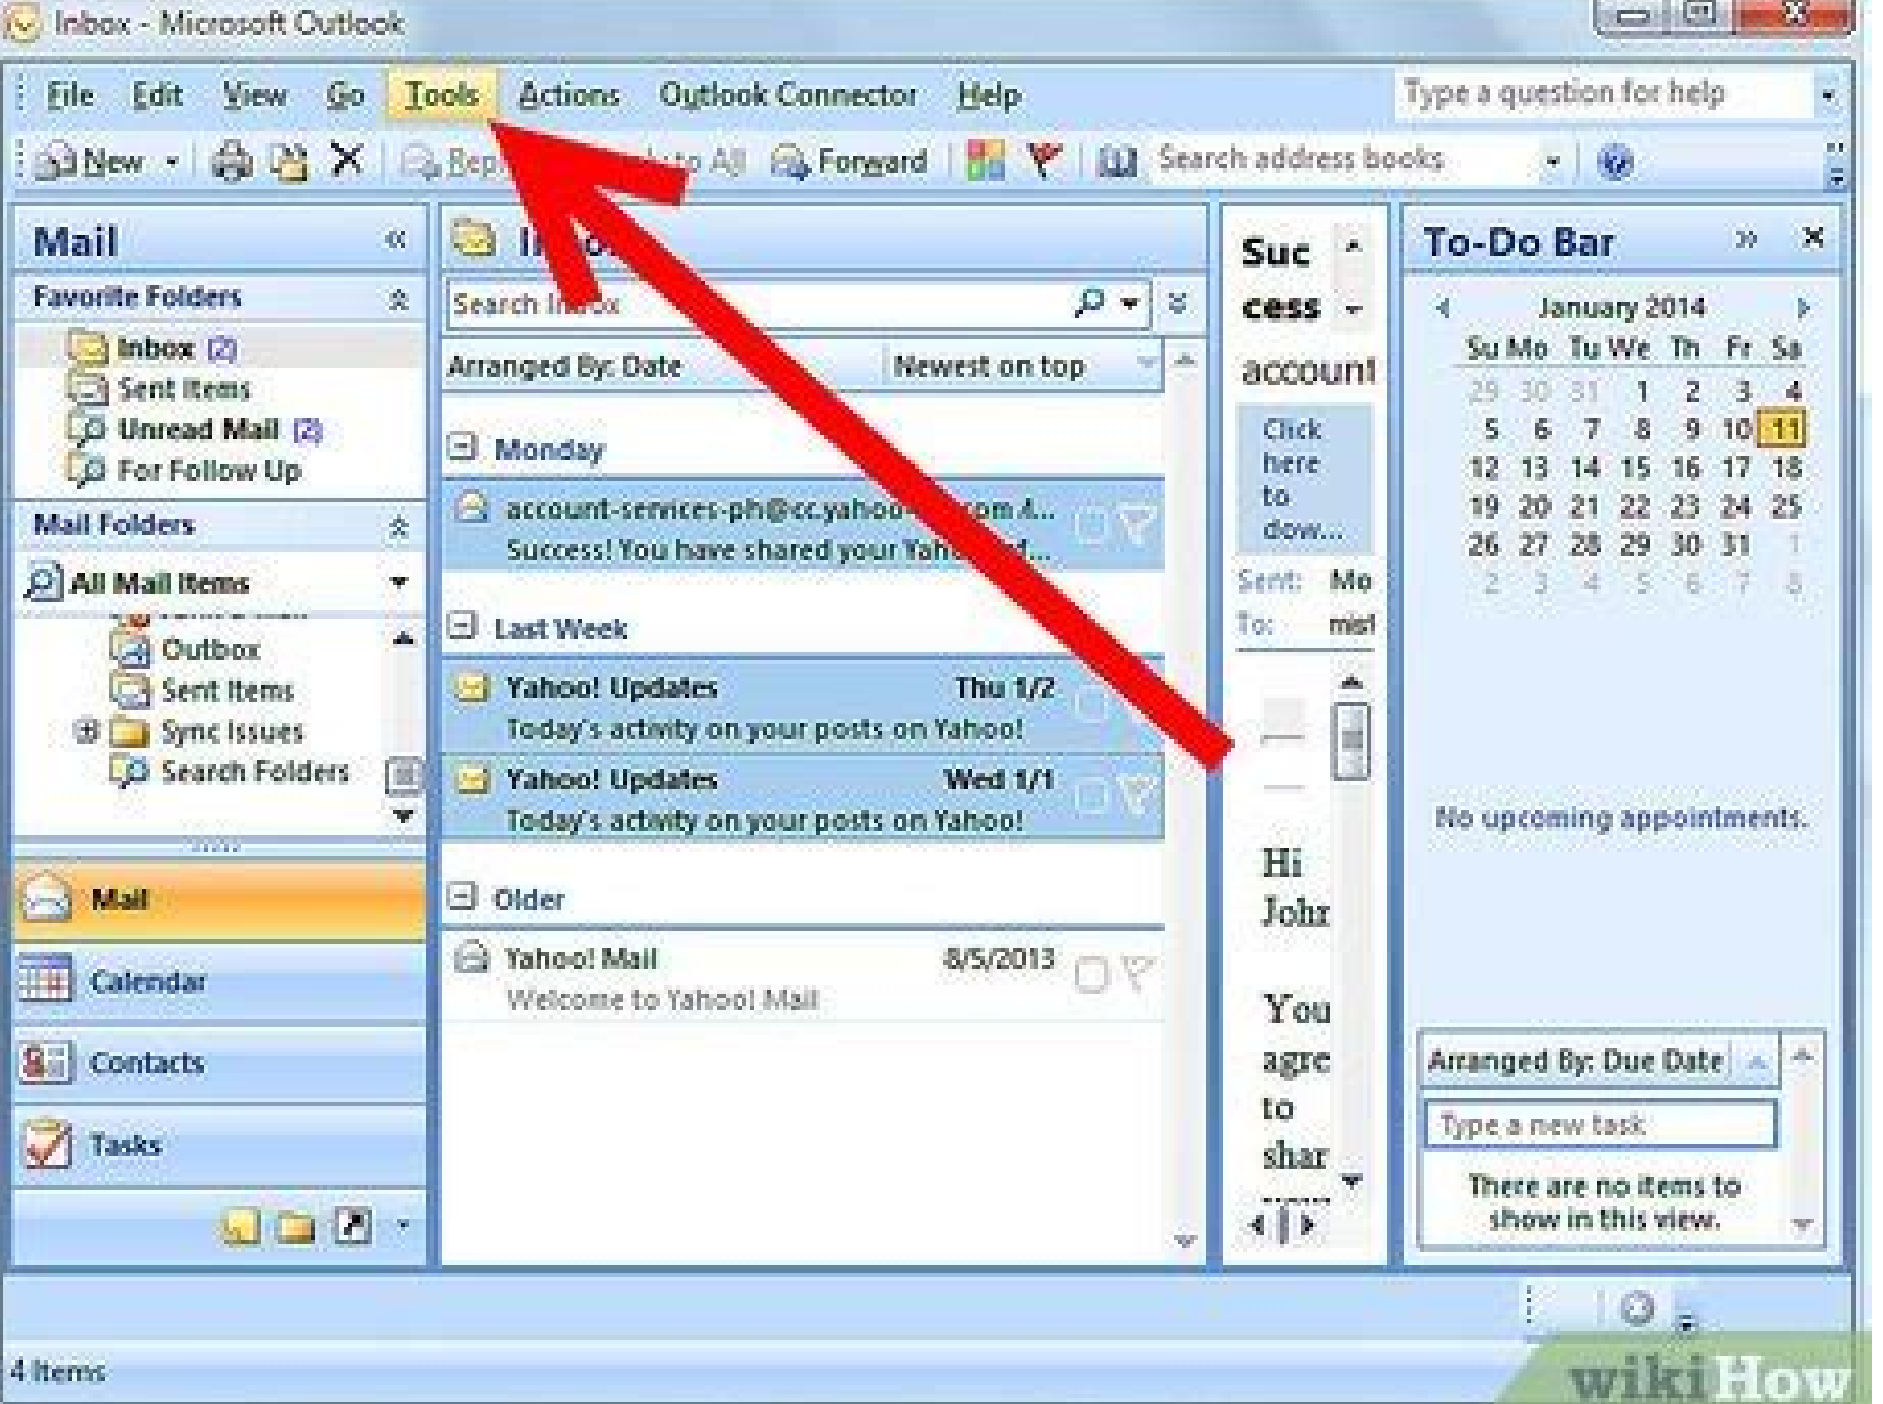 Inbox - Microsoft Outlook
File Edit View Go Tools Actions Outlook Connector Help Type a question for help
New Forward Search address books
Mail
Favorite Folders
Inbox (2)
Sent Items
Unread Mail (2)
For Follow Up
Mail Folders
All Mail Items
Outbox
Sent Items
Sync Issues
Search Folders
Mail
Calendar
Contacts
Tasks
Search
Arranged By: Date Newest on top
Monday
Success! You have shared your
Last Week
Yahoo! Updates Thu 1/2
Today's activity on your posts on Yahoo!
Yahoo! Updates Wed 1/1
Today's activity on your posts on Yahoo!
Older
Yahoo! Mail 8/5/2013
Welcome to Yahoo! Mail
Suc
cess
account
Click
here
to
dow...
Sent: Mo
To:
Hi
John
You
agre
to
shar
To-Do Bar
January 2014
Su Mo Tu We Th Fr Sa
29 30 31 1 2 3 4
5 6 7 8 9 10 11
12 13 14 15 16 17 18
19 20 21 22 23 24 25
26 27 28 29 30 31 1
2 3 4 5 6 7 8
No upcoming appointments.
Arranged By: Due Date
Type a new task
There are no items to
show in this view.
4 Items
wikiHow